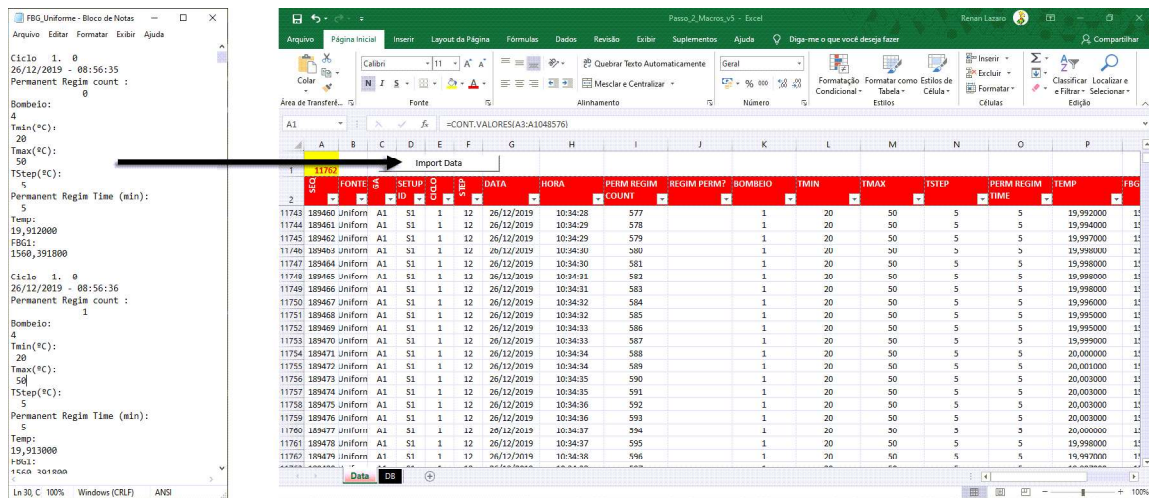 FBG_Uniforme - Bloco de Notas
Arquivo Editar Formatar Exibir Ajuda
Ciclo 1. 0
26/12/2019 - 08:56:35
Permanent Regim count :
0
Bombeio:
4
Tmin(ºC):
20
Tmax(ºC):
50
TStep(ºC):
5
Permanent Regim Time (min):
5
Temp:
19,912000
FBG1:
1560,391800
Ciclo 1. 0
26/12/2019 - 08:56:36
Permanent Regim count :
1
Bombeio:
4
Tmin(ºC):
20
Tmax(ºC):
50
TStep(ºC):
5
Permanent Regim Time (min):
5
Temp:
19,913000
FBG1:
1560,391800
Ln 30, C 100% Windows (CRLF) ANSI
Passo_2_Macros_v5 - Excel
Renan Lazaro
Arquivo Página Inicial Inserir Layout da Página Fórmulas Dados Revisão Exibir Suplementos Ajuda Diga-me o que você deseja fazer Compartilhar
Colar Calibri 11 Quebrar Texto Automaticamente Geral Inserir
N I S Mesclar e Centralizar % 000 Formatação Condicional Formatar como Tabela Estilos de Célula Excluir Formatar Classificar e Filtrar Localizar e Selecionar
Área de Transferê... Fonte Alinhamento Número Estilos Células Edição
A1 fx =CONT.VALORES(A3:A1048576)
A B C D E F G H I J K L M N O P
1 11762 Import Data
2 SEQ FONTE GA SETUP ID CICLO STEP DATA HORA PERM REGIM COUNT REGIM PERM? BOMBEIO TMIN TMAX TSTEP PERM REGIM TIME TEMP FBG
11743 189460 Uniform A1 S1 1 12 26/12/2019 10:34:28 577 1 20 50 5 5 19,992000 15
11744 189461 Uniform A1 S1 1 12 26/12/2019 10:34:29 578 1 20 50 5 5 19,994000 15
11745 189462 Uniform A1 S1 1 12 26/12/2019 10:34:29 579 1 20 50 5 5 19,997000 15
11746 189463 Uniform A1 S1 1 12 26/12/2019 10:34:30 580 1 20 50 5 5 19,998000 15
11747 189464 Uniform A1 S1 1 12 26/12/2019 10:34:30 581 1 20 50 5 5 19,998000 15
11748 189465 Uniform A1 S1 1 12 26/12/2019 10:34:31 582 1 20 50 5 5 19,998000 15
11749 189466 Uniform A1 S1 1 12 26/12/2019 10:34:31 583 1 20 50 5 5 19,998000 15
11750 189467 Uniform A1 S1 1 12 26/12/2019 10:34:32 584 1 20 50 5 5 19,996000 15
11751 189468 Uniform A1 S1 1 12 26/12/2019 10:34:32 585 1 20 50 5 5 19,995000 15
11752 189469 Uniform A1 S1 1 12 26/12/2019 10:34:33 586 1 20 50 5 5 19,995000 15
11753 189470 Uniform A1 S1 1 12 26/12/2019 10:34:33 587 1 20 50 5 5 19,999000 15
11754 189471 Uniform A1 S1 1 12 26/12/2019 10:34:34 588 1 20 50 5 5 20,000000 15
11755 189472 Uniform A1 S1 1 12 26/12/2019 10:34:34 589 1 20 50 5 5 20,001000 15
11756 189473 Uniform A1 S1 1 12 26/12/2019 10:34:35 590 1 20 50 5 5 20,003000 15
11757 189474 Uniform A1 S1 1 12 26/12/2019 10:34:35 591 1 20 50 5 5 20,003000 15
11758 189475 Uniform A1 S1 1 12 26/12/2019 10:34:36 592 1 20 50 5 5 20,003000 15
11759 189476 Uniform A1 S1 1 12 26/12/2019 10:34:36 593 1 20 50 5 5 20,003000 15
11760 189477 Uniform A1 S1 1 12 26/12/2019 10:34:37 594 1 20 50 5 5 20,000000 15
11761 189478 Uniform A1 S1 1 12 26/12/2019 10:34:37 595 1 20 50 5 5 19,998000 15
11762 189479 Uniform A1 S1 1 12 26/12/2019 10:34:38 596 1 20 50 5 5 19,997000 15
Data DB
100%